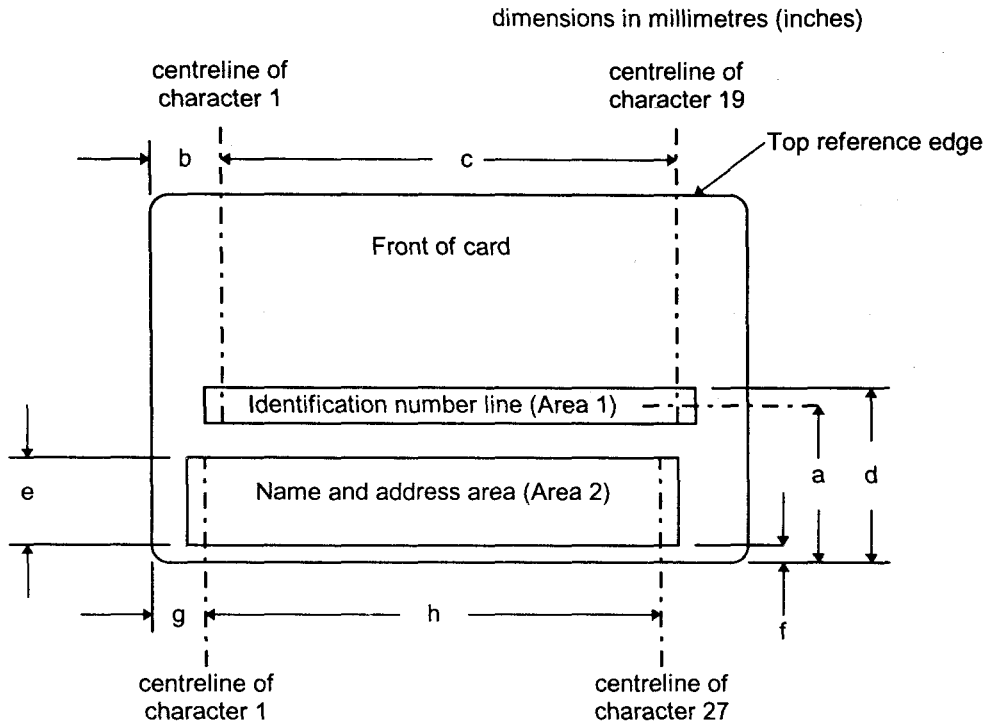 dimensions in millimetres (inches)
centreline of
character 1
centreline of
character 19
b
c
Top reference edge
Front of card
Identification number line (Area 1)
a
d
e
Name and address area (Area 2)
g
h
f
centreline of
character 1
centreline of
character 27